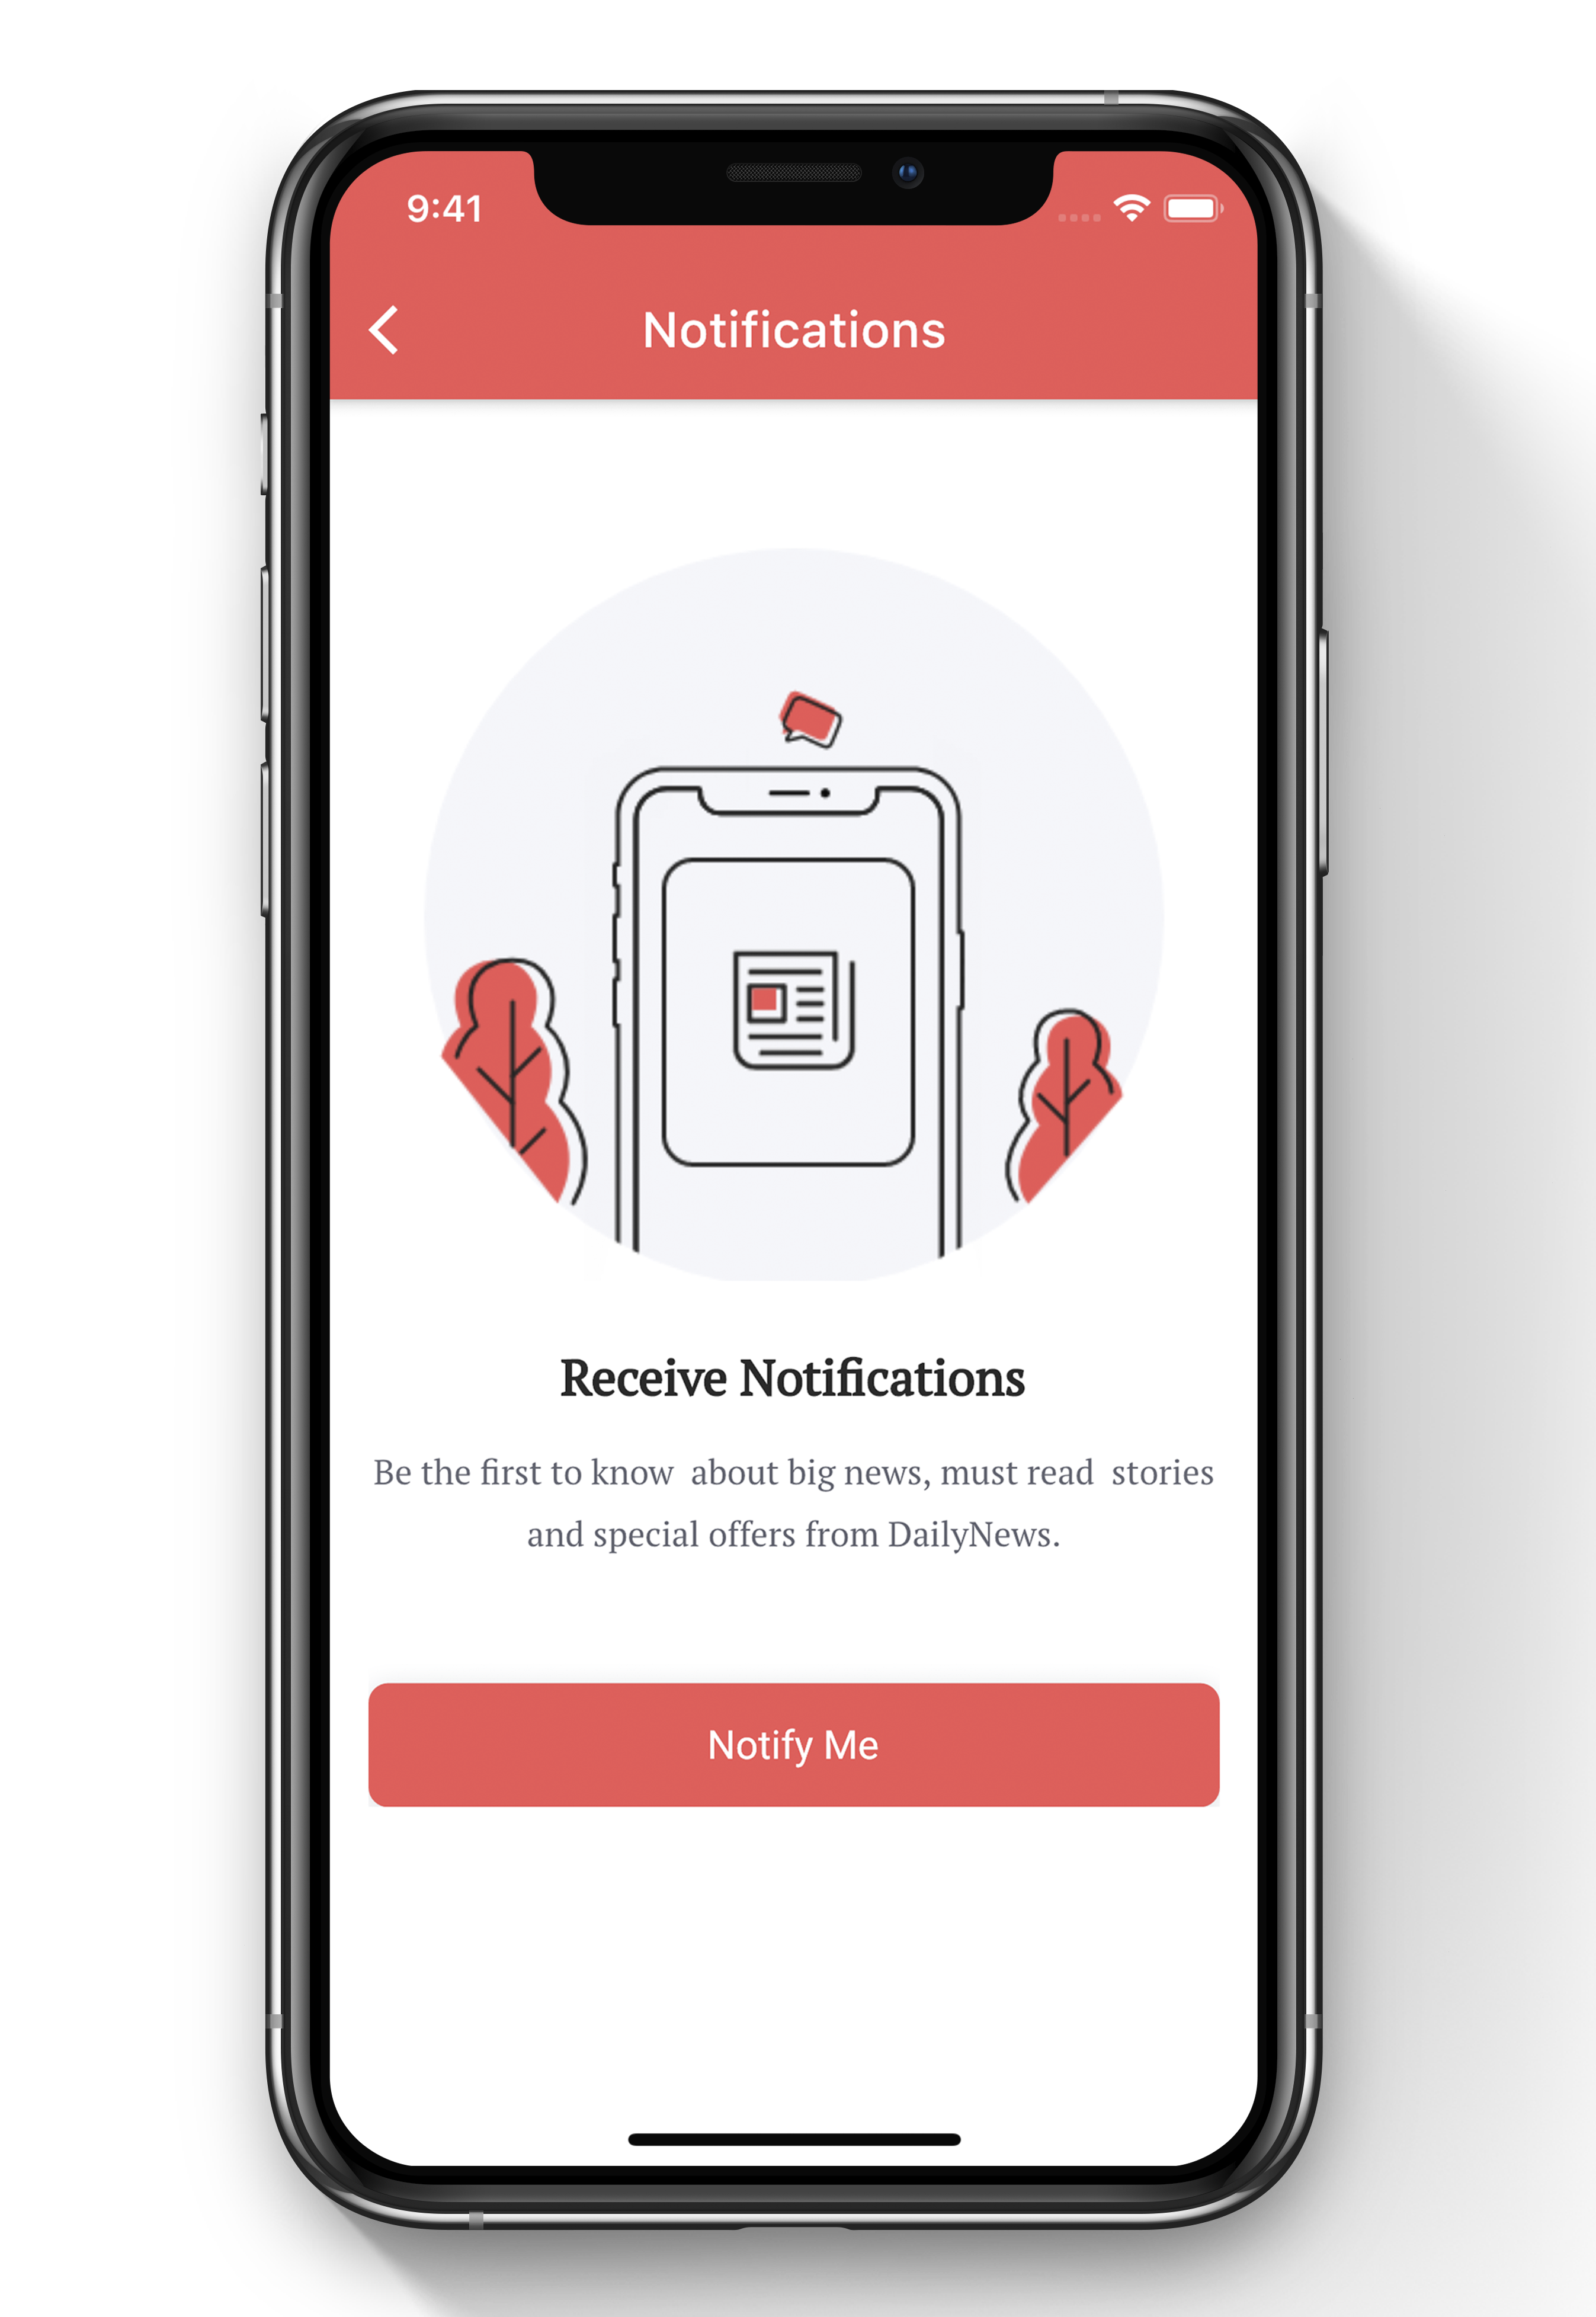 9:41
Notifications
Receive Notifications
Be the first to know  about big news, must read  stories
and special offers from DailyNews.
Notify Me